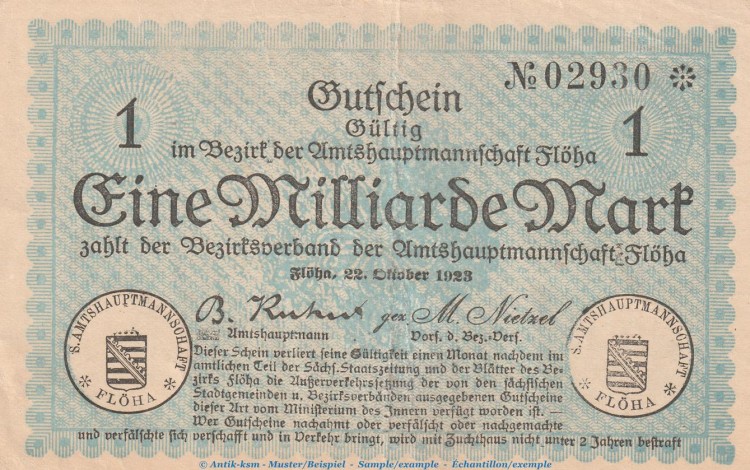 № 02930 ❊
Gutschein
1 Gültig 1
im Bezirk der Amtshauptmannschaft Flöha
Eine Milliarde Mark
zahlt der Bezirksverband der Amtshauptmannschaft Flöha
Flöha, 22. Oktober 1923
gez M. Nietzel
Amtshauptmann Vors. d. Bez.-Vers.
S. AMTSHAUPTMANNSCHAFT * FLÖHA *
S. AMTSHAUPTMANNSCHAFT * FLÖHA *
Dieser Schein verliert seine Gültigkeit einen Monat nachdem im
amtlichen Teil der Sächs. Staatszeitung und der Blätter des Be-
zirks Flöha die Außerverkehrssetzung der von den sächsischen
Stadtgemeinden u. Bezirksverbänden ausgegebenen Gutscheine
dieser Art vom Ministerium des Innern verfügt worden ist. —
Wer Gutscheine nachahmt oder verfälscht oder nachgemachte
und verfälschte sich verschafft und in Verkehr bringt, wird mit Zuchthaus nicht unter 2 Jahren bestraft
© Antik-ksm - Muster/Beispiel - Sample/example - Échantillon/exemple